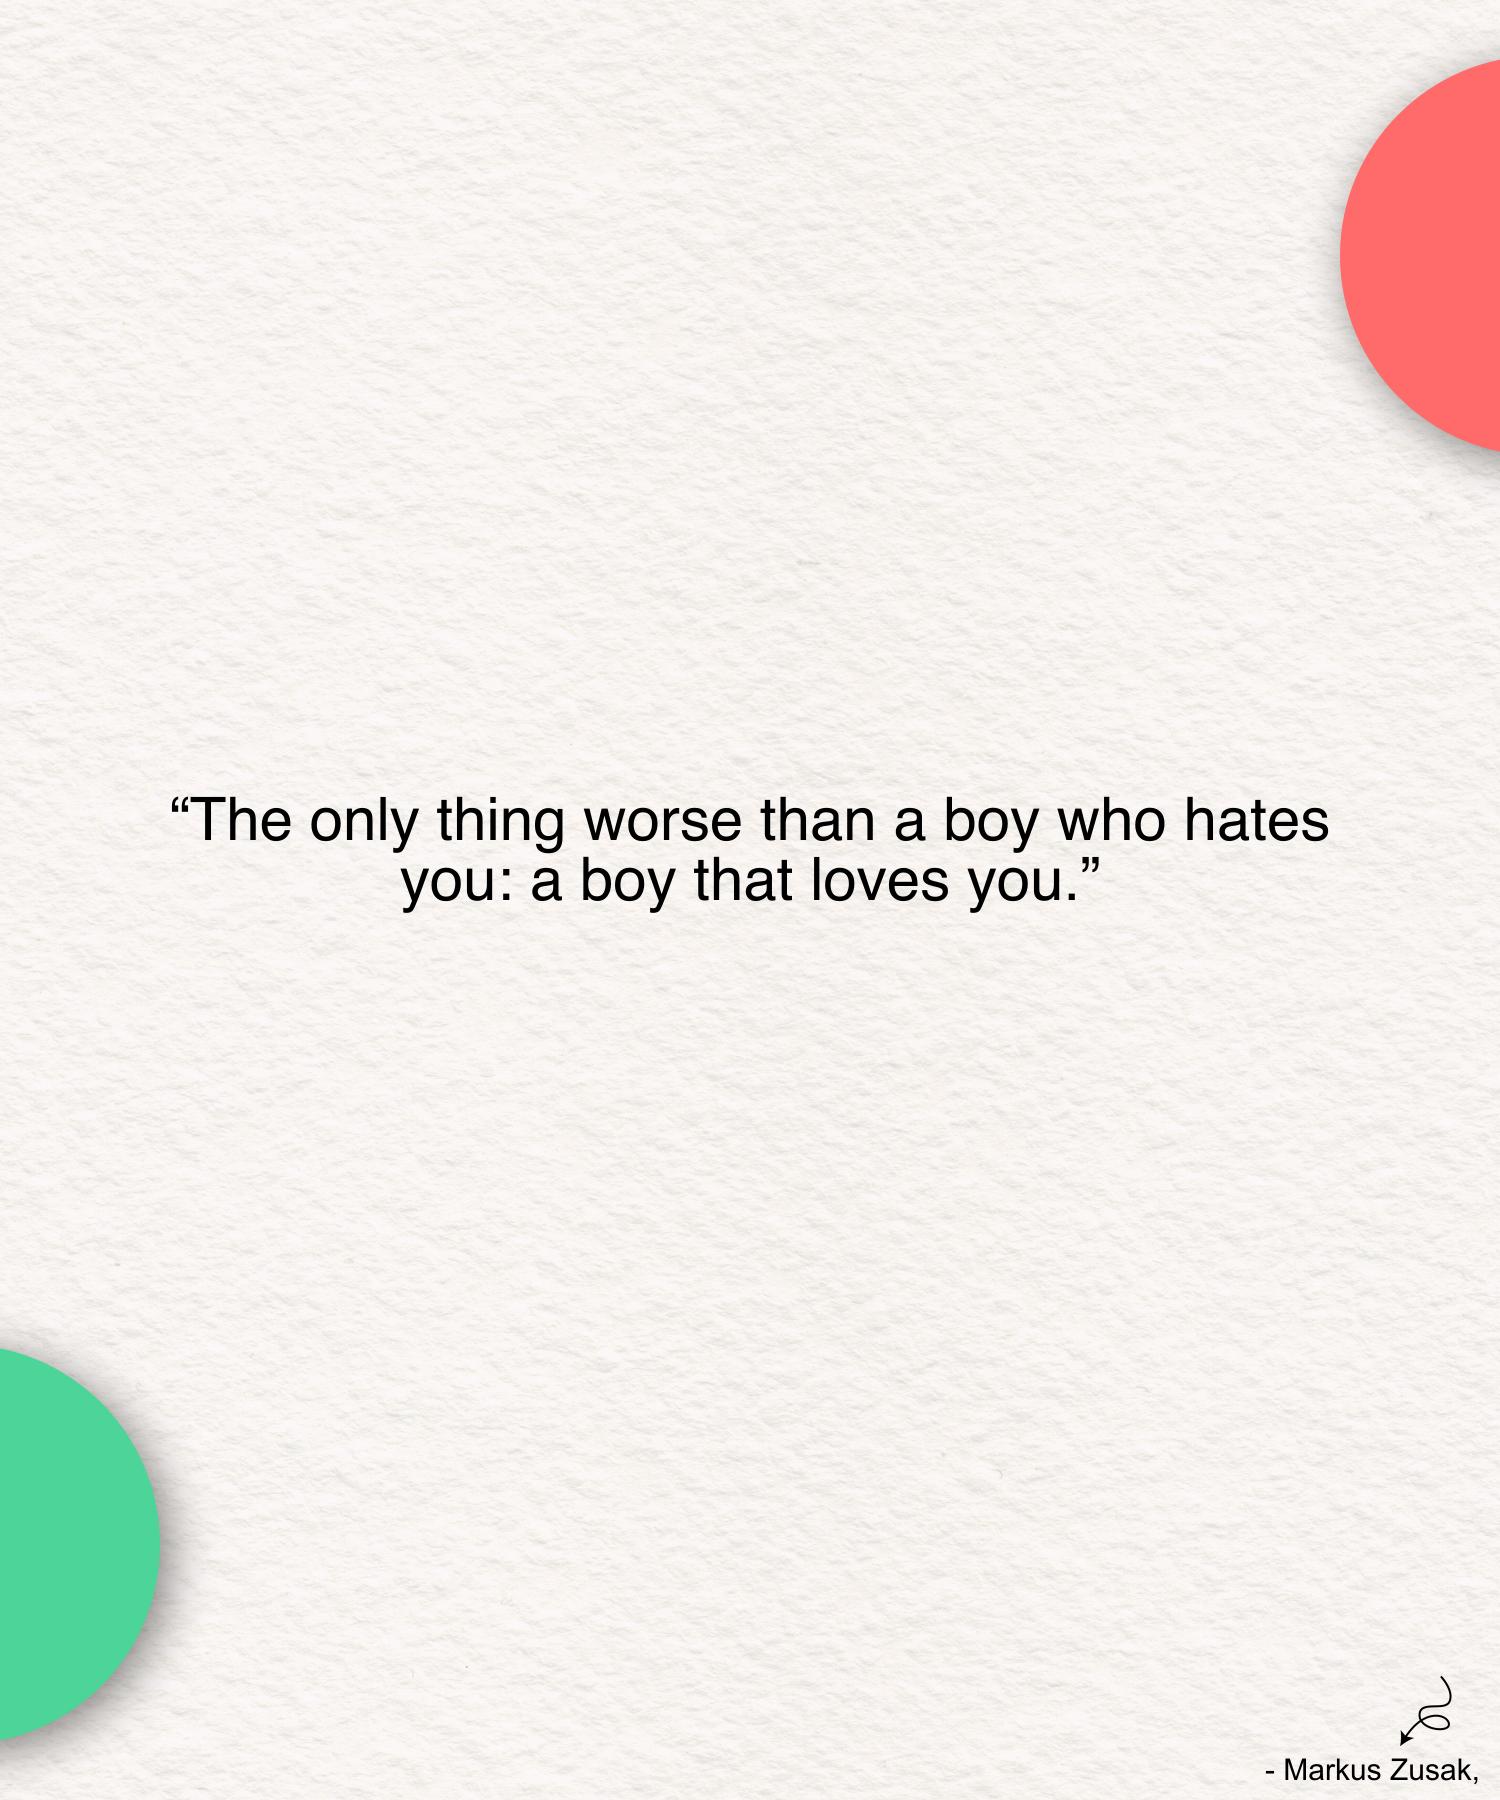 “The only thing worse than a boy who hates
you: a boy that loves you.”
- Markus Zusak,